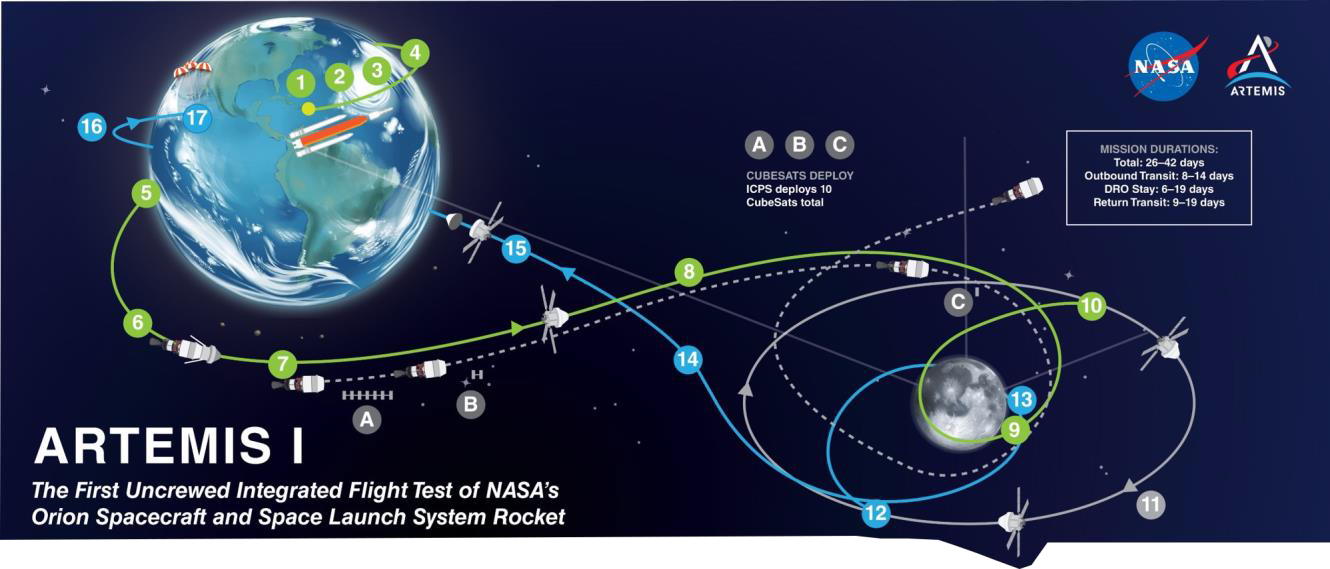 1
2
3
4
5
6
7
8
9
10
11
12
13
14
15
16
17
A
B
C
A B C
CUBESATS DEPLOY
ICPS deploys 10
CubeSats total
NASA
ARTEMIS
MISSION DURATIONS:
Total: 26–42 days
Outbound Transit: 8–14 days
DRO Stay: 6–19 days
Return Transit: 9–19 days
ARTEMIS I
The First Uncrewed Integrated Flight Test of NASA's
Orion Spacecraft and Space Launch System Rocket